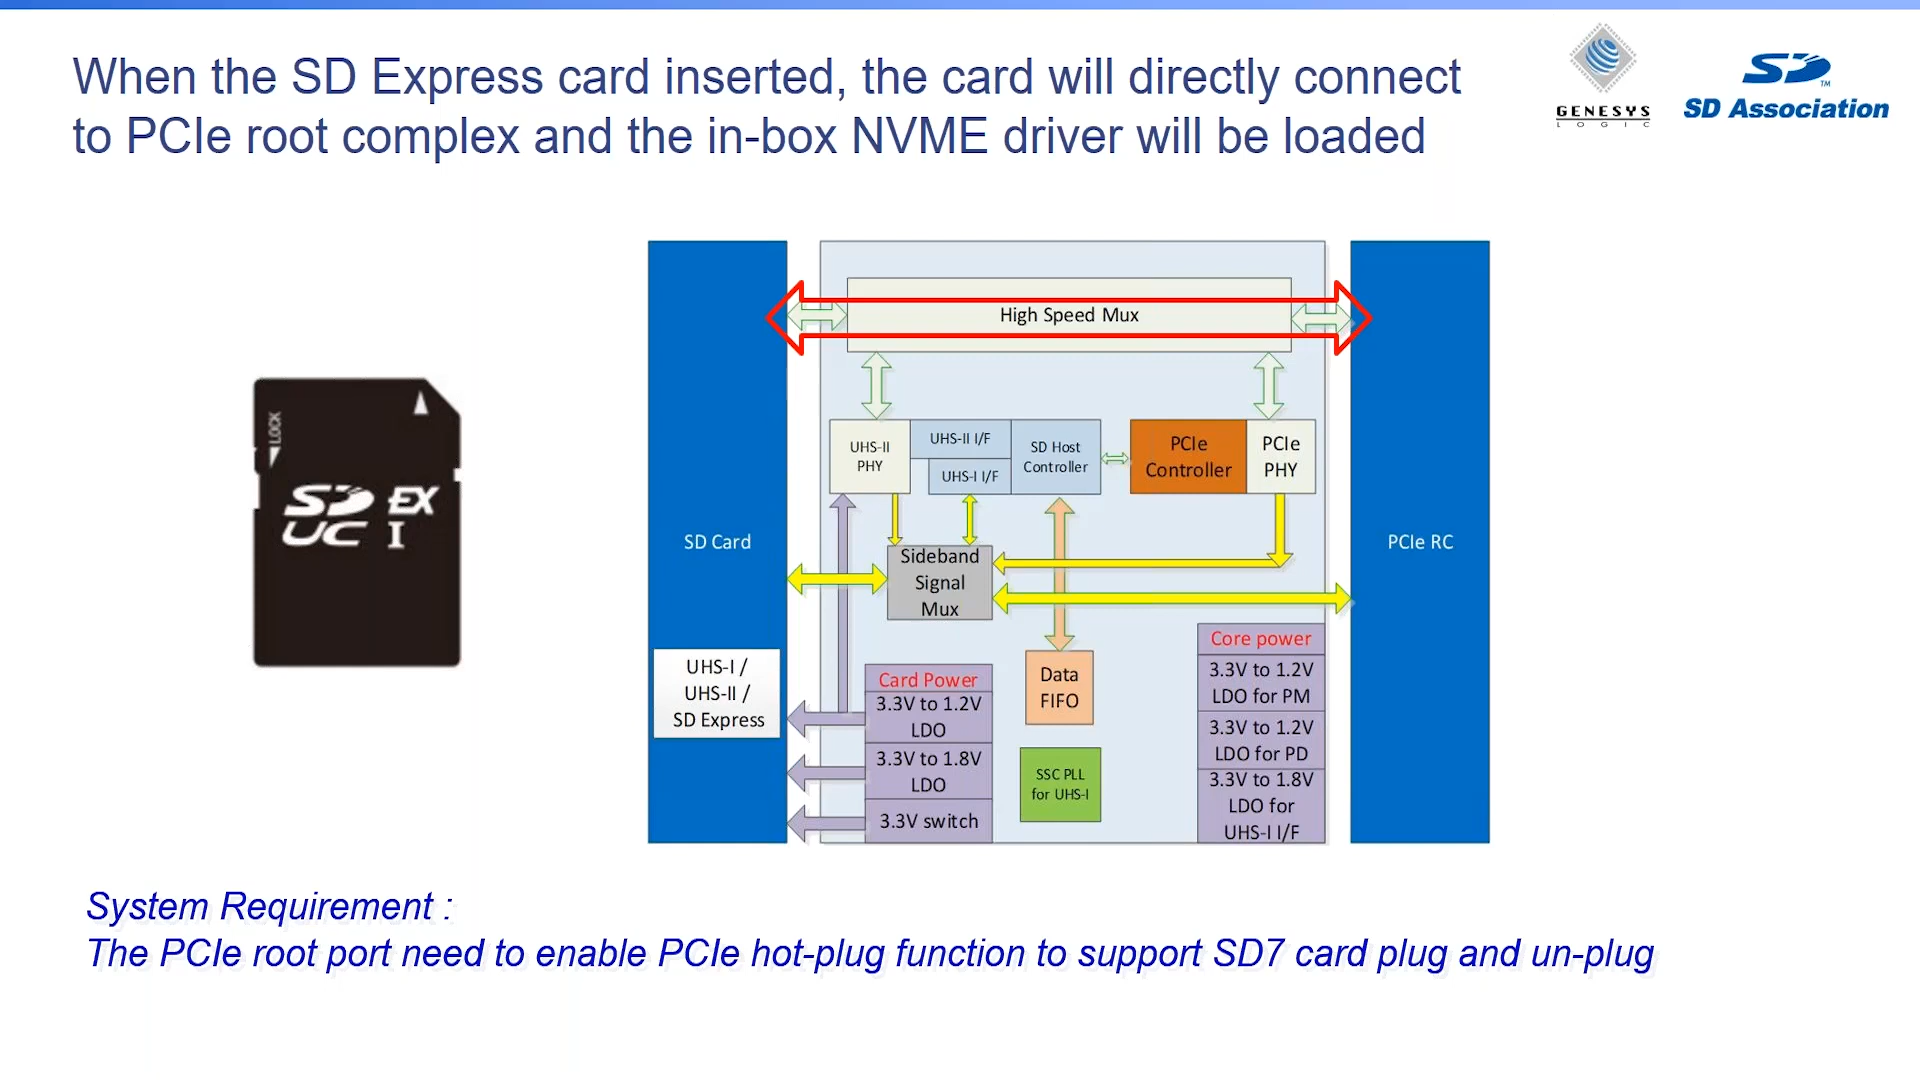 When the SD Express card inserted, the card will directly connect
to PCIe root complex and the in-box NVME driver will be loaded
GENESYS
LOGIC
SD
TM
SD Association
LOCK
SD EX
UC I
High Speed Mux
UHS-II
PHY
UHS-II I/F
UHS-I I/F
SD Host
Controller
PCIe
Controller
PCIe
PHY
SD Card
PCIe RC
Sideband
Signal
Mux
UHS-I /
UHS-II /
SD Express
Card Power
3.3V to 1.2V
LDO
3.3V to 1.8V
LDO
3.3V switch
Data
FIFO
SSC PLL
for UHS-I
Core power
3.3V to 1.2V
LDO for PM
3.3V to 1.2V
LDO for PD
3.3V to 1.8V
LDO for
UHS-I I/F
System Requirement :
The PCIe root port need to enable PCIe hot-plug function to support SD7 card plug and un-plug